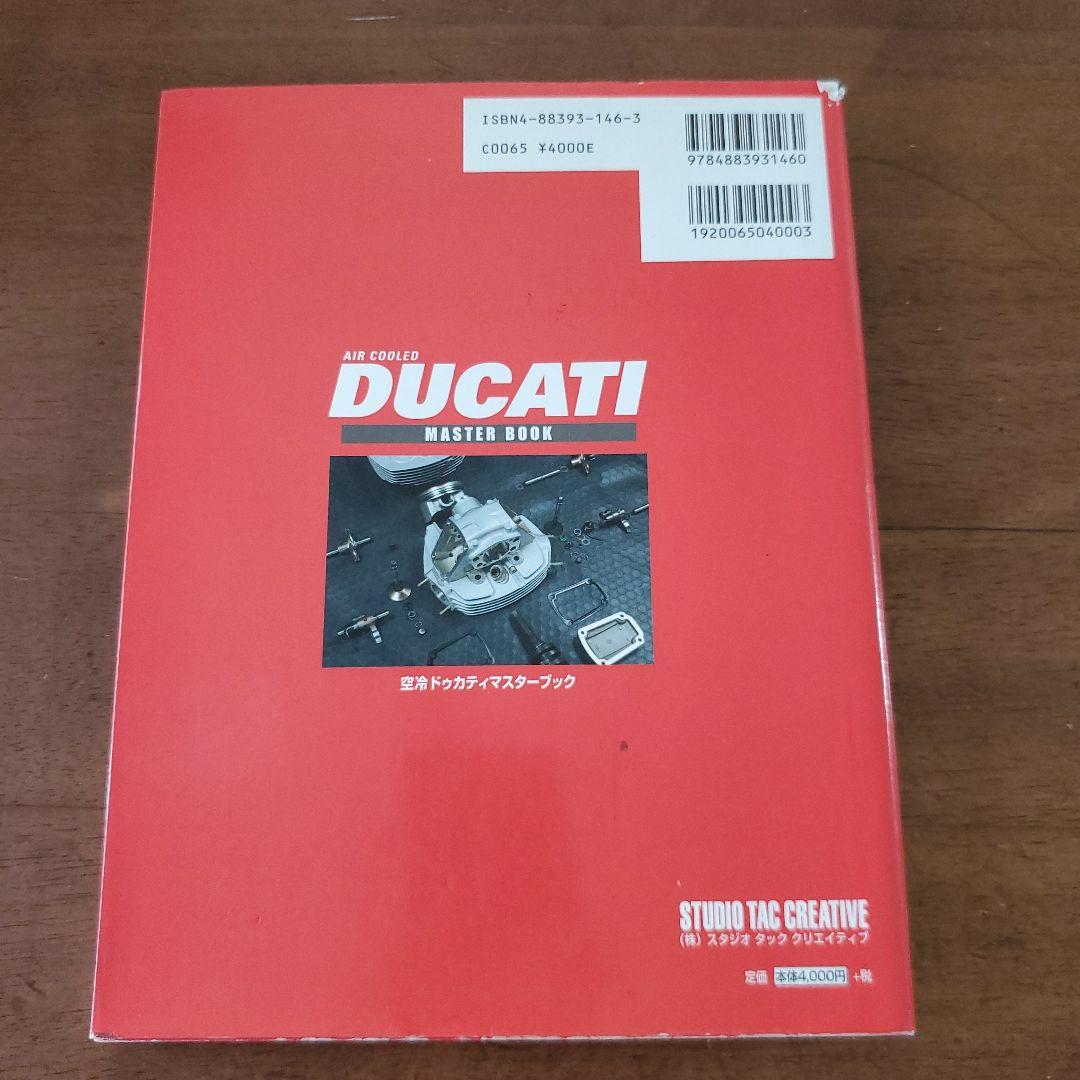 ISBN4-88393-146-3
C0065 ¥4000E
9784883931460
1920065040003
AIR COOLED
DUCATI
MASTER BOOK
空冷ドゥカティマスターブック
STUDIO TAC CREATIVE
(株) スタジオ タック クリエイティブ
定価 本体4,000円 +税